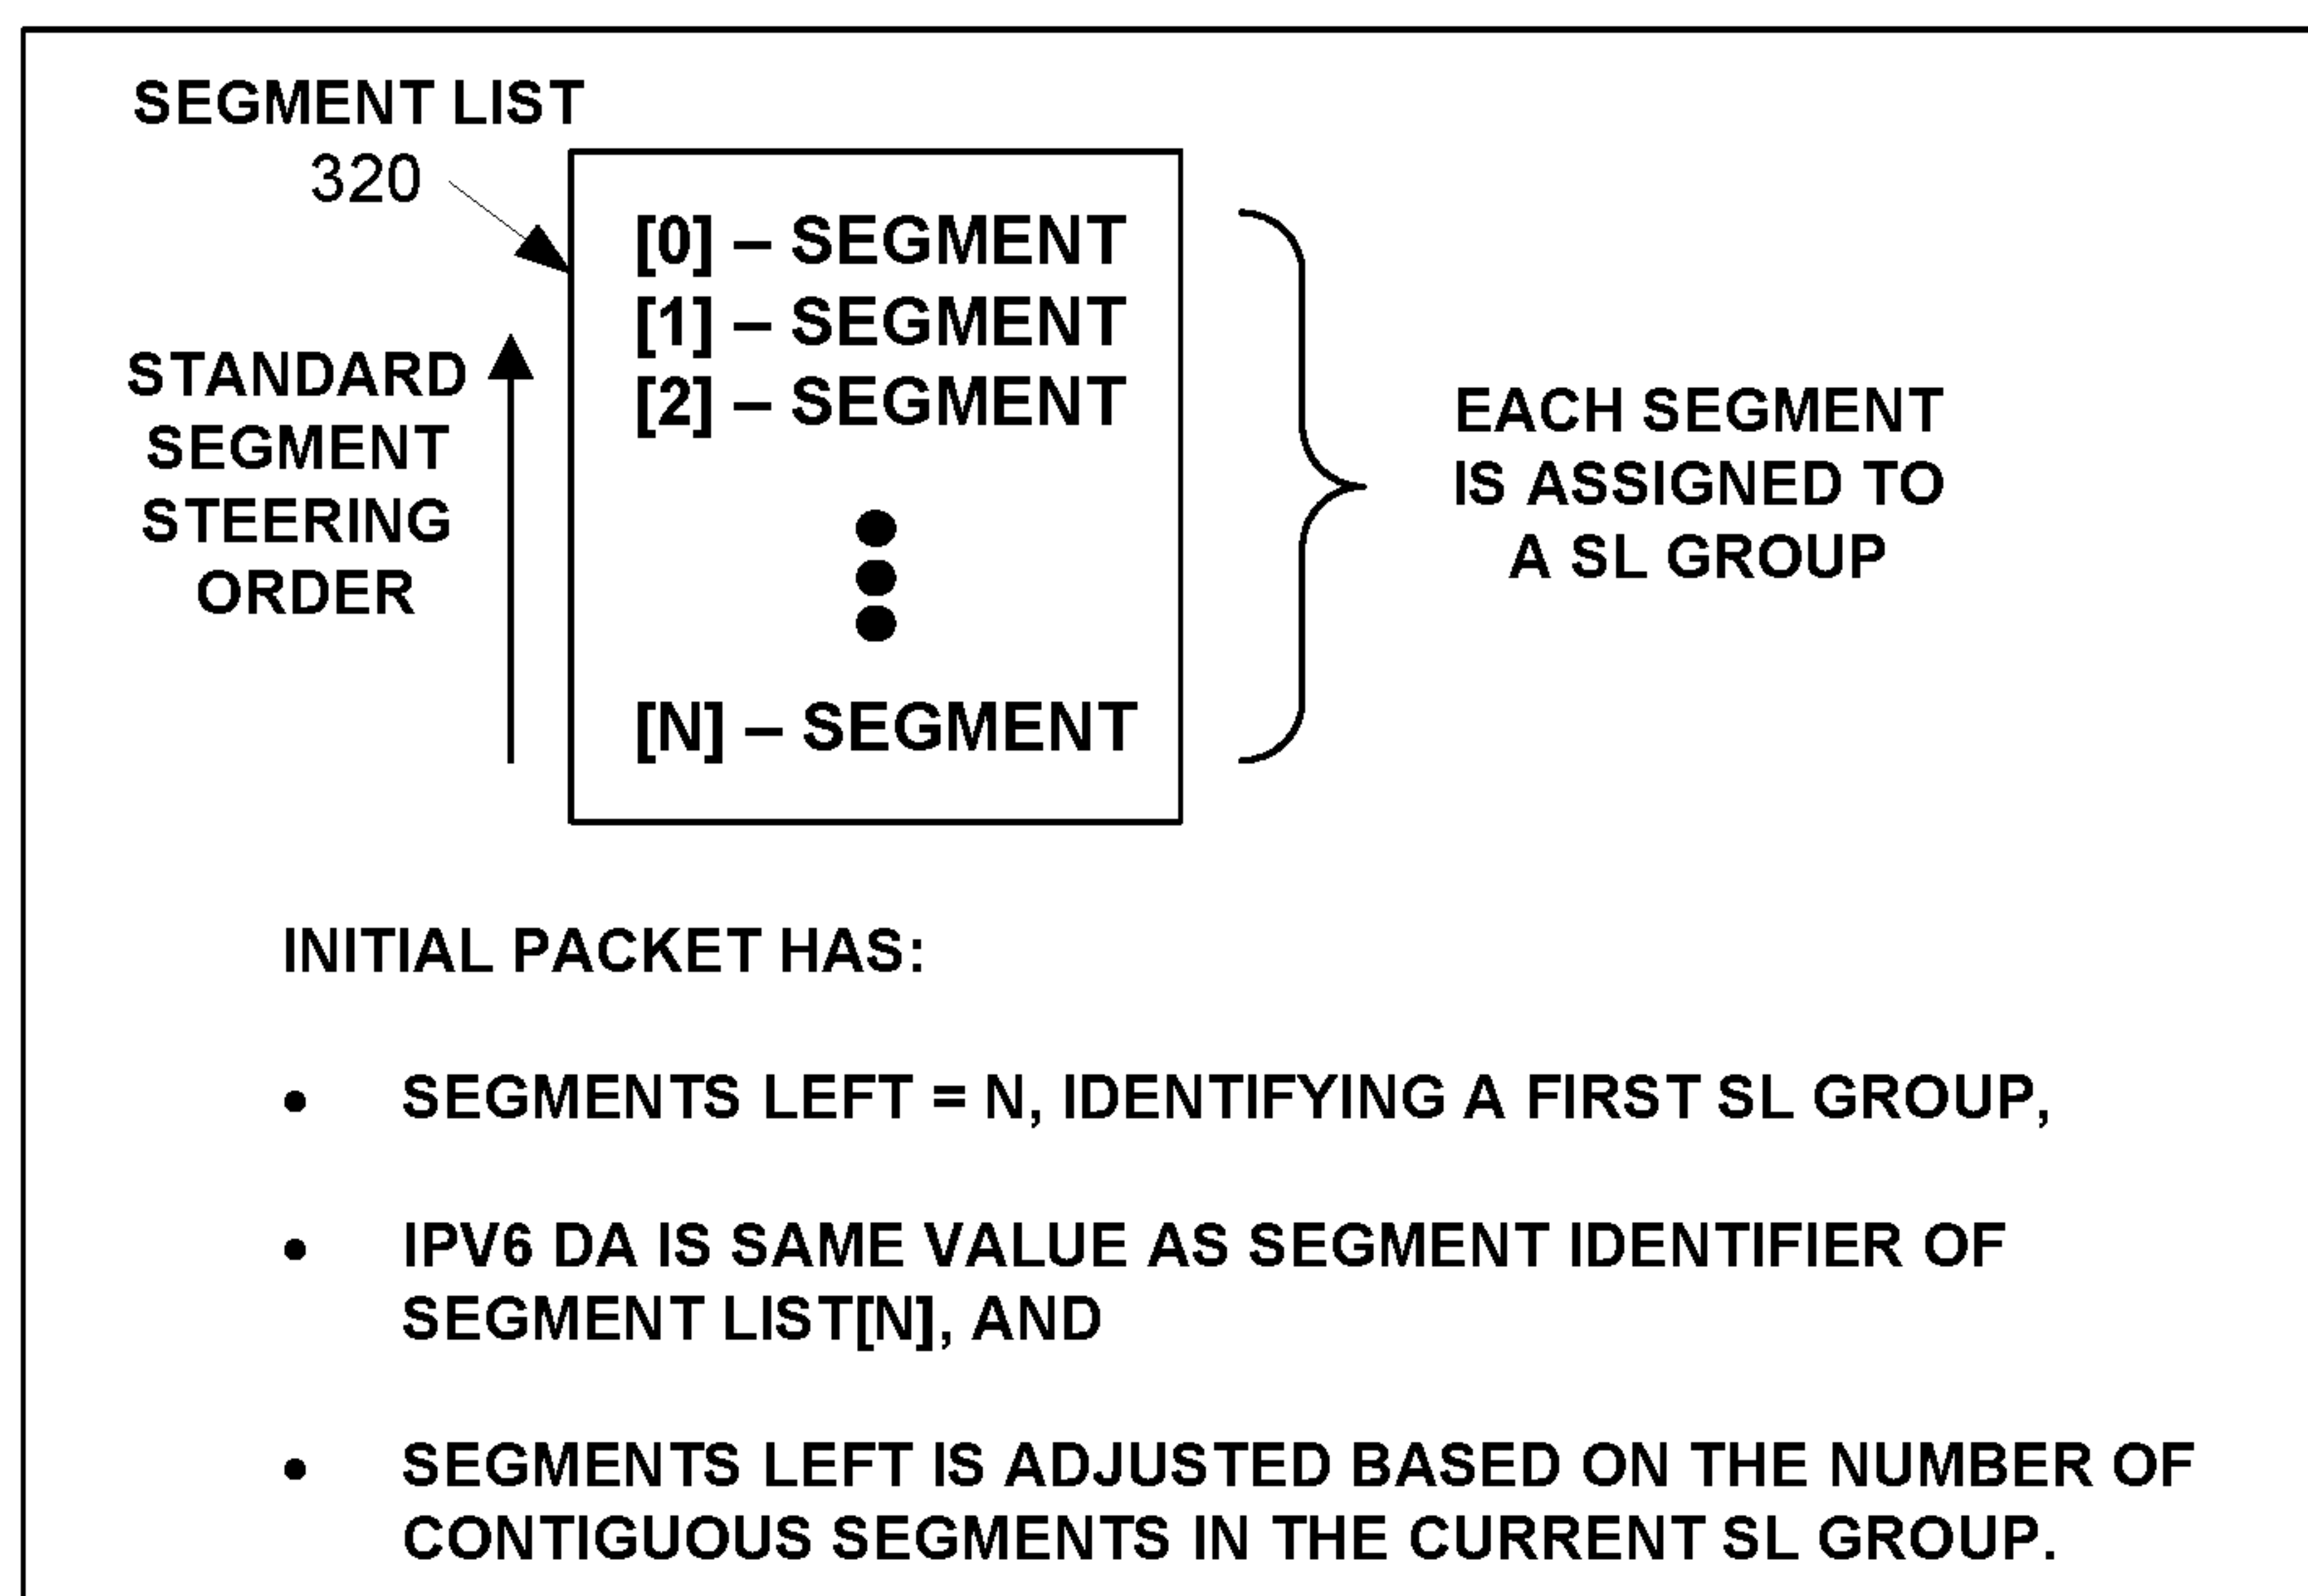 SEGMENT LIST
320
STANDARD
SEGMENT
STEERING
ORDER
[0] – SEGMENT
[1] – SEGMENT
[2] – SEGMENT
[N] – SEGMENT
EACH SEGMENT
IS ASSIGNED TO
A SL GROUP
INITIAL PACKET HAS:
• SEGMENTS LEFT = N, IDENTIFYING A FIRST SL GROUP,
• IPV6 DA IS SAME VALUE AS SEGMENT IDENTIFIER OF
SEGMENT LIST[N], AND
• SEGMENTS LEFT IS ADJUSTED BASED ON THE NUMBER OF
CONTIGUOUS SEGMENTS IN THE CURRENT SL GROUP.